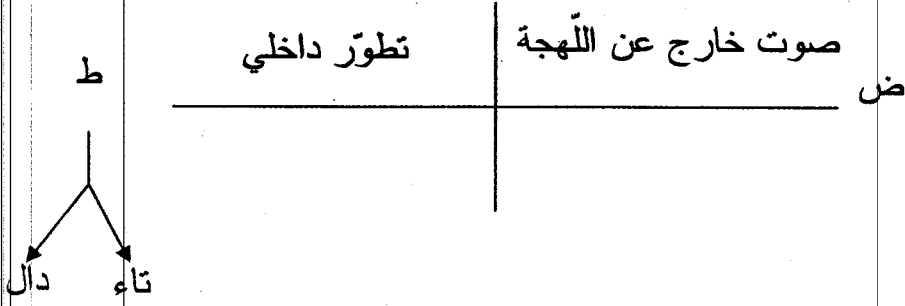 صوت خارج عن اللّهجة
تطوّر داخلي
ض
ط
تاء
دال